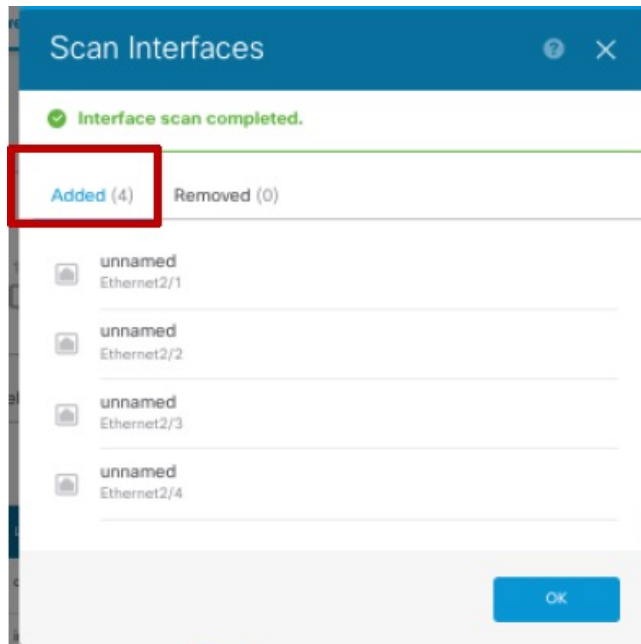 Scan Interfaces
Interface scan completed.
Added (4) Removed (0)
unnamed
Ethernet2/1
unnamed
Ethernet2/2
unnamed
Ethernet2/3
unnamed
Ethernet2/4
OK